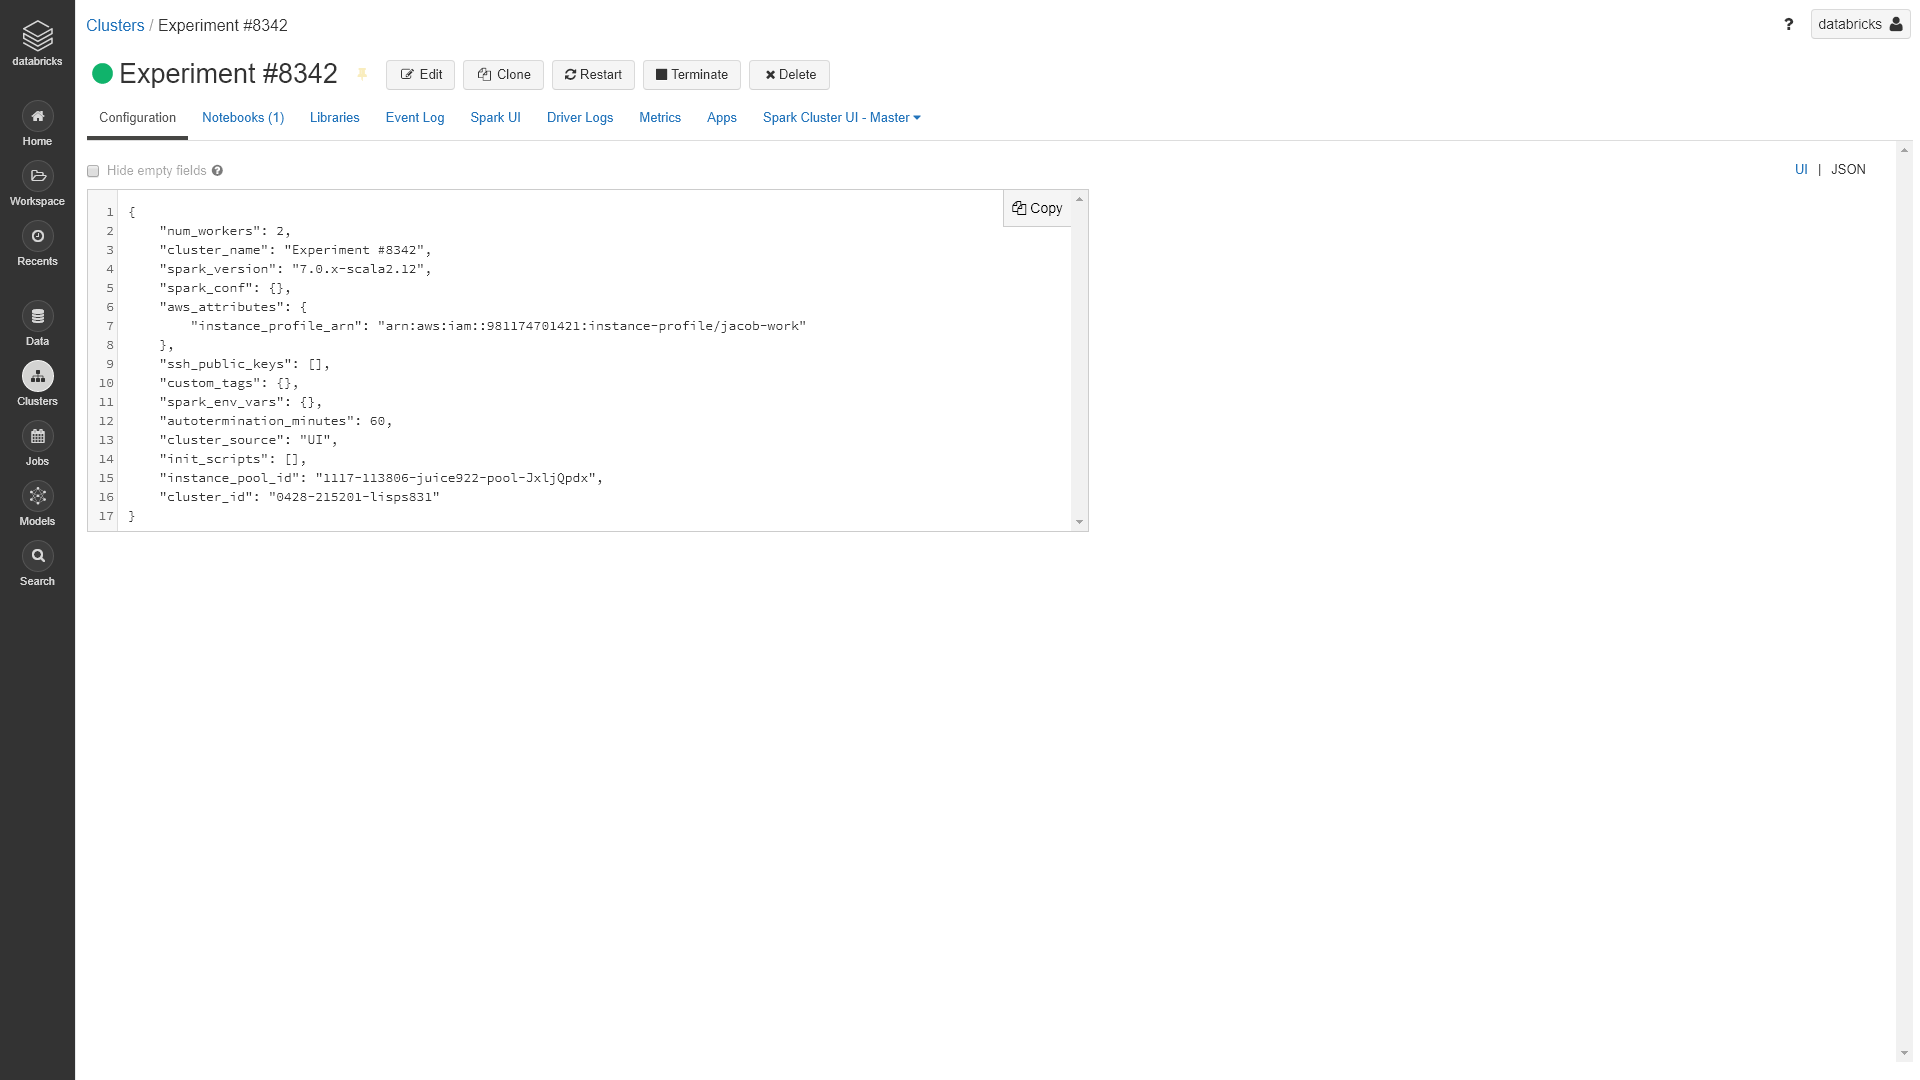 databricks
Home
Workspace
Recents
Data
Clusters
Jobs
Models
Search
Clusters / Experiment #8342
? databricks
Experiment #8342 Edit Clone Restart Terminate Delete
Configuration Notebooks (1) Libraries Event Log Spark UI Driver Logs Metrics Apps Spark Cluster UI - Master
Hide empty fields ?
UI | JSON
Copy
1 {
2 "num_workers": 2,
3 "cluster_name": "Experiment #8342",
4 "spark_version": "7.0.x-scala2.12",
5 "spark_conf": {},
6 "aws_attributes": {
7 "instance_profile_arn": "arn:aws:iam::981174701421:instance-profile/jacob-work"
8 },
9 "ssh_public_keys": [],
10 "custom_tags": {},
11 "spark_env_vars": {},
12 "autotermination_minutes": 60,
13 "cluster_source": "UI",
14 "init_scripts": [],
15 "instance_pool_id": "1117-113806-juice922-pool-JxljQpdx",
16 "cluster_id": "0428-215201-lisps831"
17 }